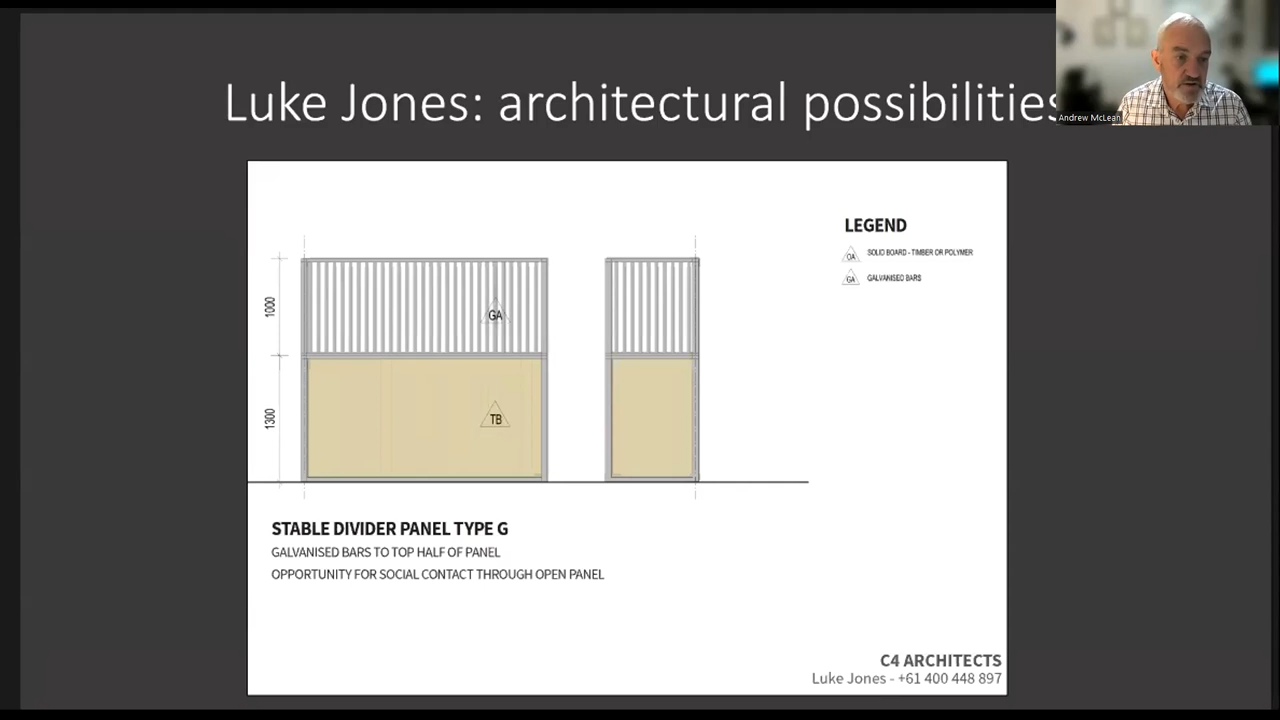 Luke Jones: architectural possibilities
Andrew McLean
LEGEND
OA SOLID BOARD - TIMBER OR POLYMER
GA GALVANISED BARS
1000
GA
1300
TB
STABLE DIVIDER PANEL TYPE G
GALVANISED BARS TO TOP HALF OF PANEL
OPPORTUNITY FOR SOCIAL CONTACT THROUGH OPEN PANEL
C4 ARCHITECTS
Luke Jones - +61 400 448 897